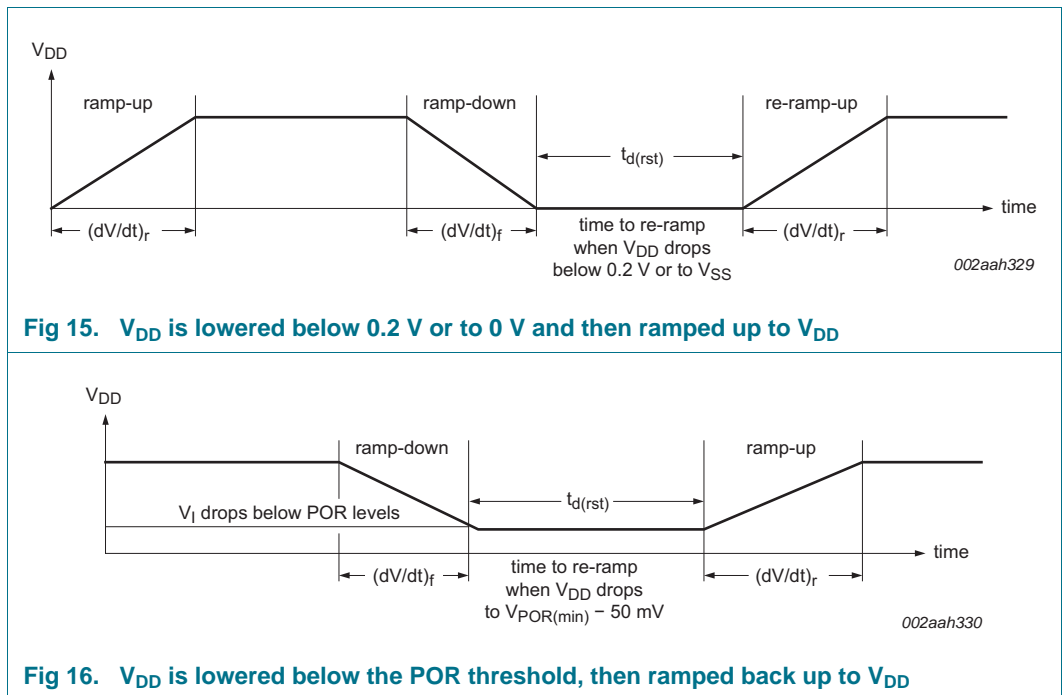 VDD
ramp-up
ramp-down
re-ramp-up
td(rst)
time
(dV/dt)r
(dV/dt)f
time to re-ramp
when VDD drops
below 0.2 V or to VSS
(dV/dt)r
002aah329
Fig 15. VDD is lowered below 0.2 V or to 0 V and then ramped up to VDD
VDD
ramp-down
ramp-up
td(rst)
VI drops below POR levels
time
(dV/dt)f
time to re-ramp
when VDD drops
to VPOR(min) − 50 mV
(dV/dt)r
002aah330
Fig 16. VDD is lowered below the POR threshold, then ramped back up to VDD